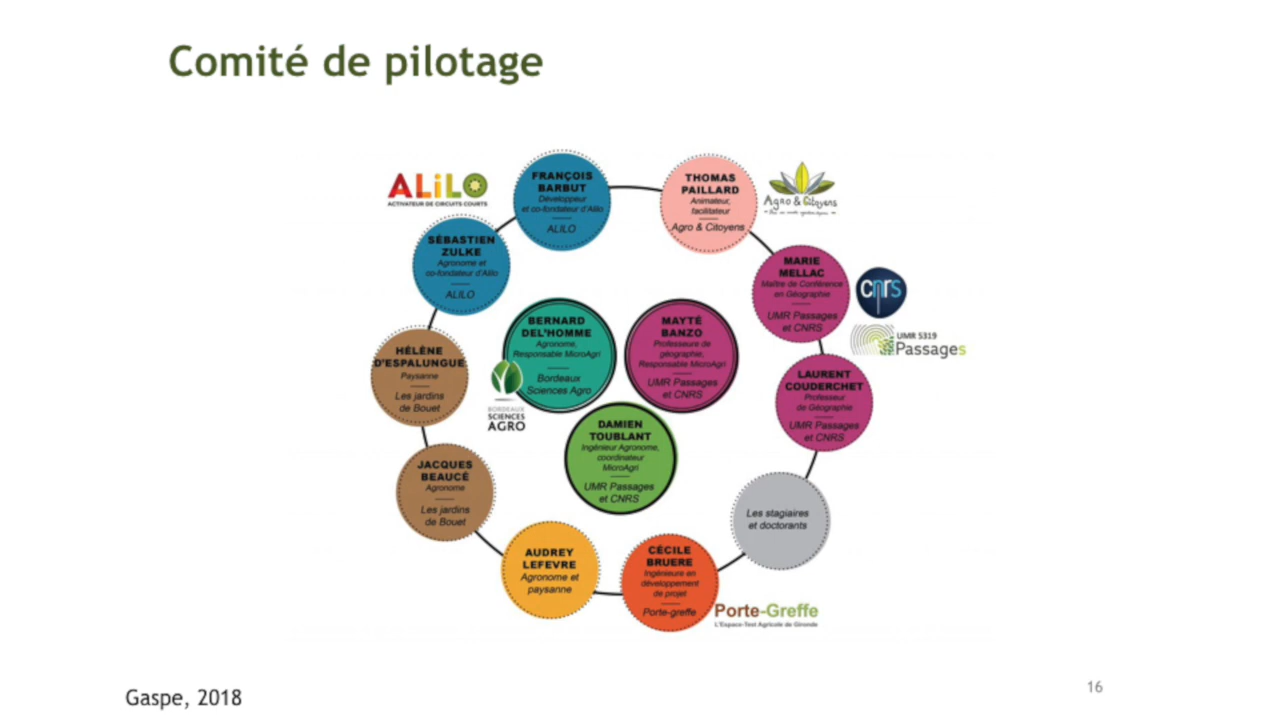 Comité de pilotage
ALiLO
ACTIVATEUR DE CIRCUITS COURTS
FRANÇOIS
BARBUT
Développeur
et co-fondateur d'Alilo
ALILO
THOMAS
PAILLARD
Animateur,
facilitateur
Agro & Citoyens
Agro & Citoyens
SÉBASTIEN
ZULKE
Agronome et
co-fondateur d'Alilo
ALILO
MARIE
MELLAC
Maître de Conférence
en Géographie
UMR Passages
et CNRS
cnrs
UMR 5319
Passages
BERNARD
DEL'HOMME
Agronome,
Responsable MicroAgri
Bordeaux
Sciences Agro
BORDEAUX
SCIENCES
AGRO
MAYTÉ
BANZO
Professeure de
géographie,
Responsable MicroAgri
UMR Passages
et CNRS
HÉLÈNE
D'ESPALUNGUE
Paysanne
Les jardins
de Bouet
LAURENT
COUDERCHET
Professeur
de Géographie
UMR Passages
et CNRS
DAMIEN
TOUBLANT
Ingénieur Agronome,
coordinateur
MicroAgri
UMR Passages
et CNRS
JACQUES
BEAUCÉ
Agronome
Les jardins
de Bouet
Les stagiaires
et doctorants
AUDREY
LEFEVRE
Agronome et
paysanne
CÉCILE
BRUERE
Ingénieure en
développement
de projet
Porte-greffe
Porte-Greffe
L'Espace-Test Agricole de Gironde
Gaspe, 2018
16